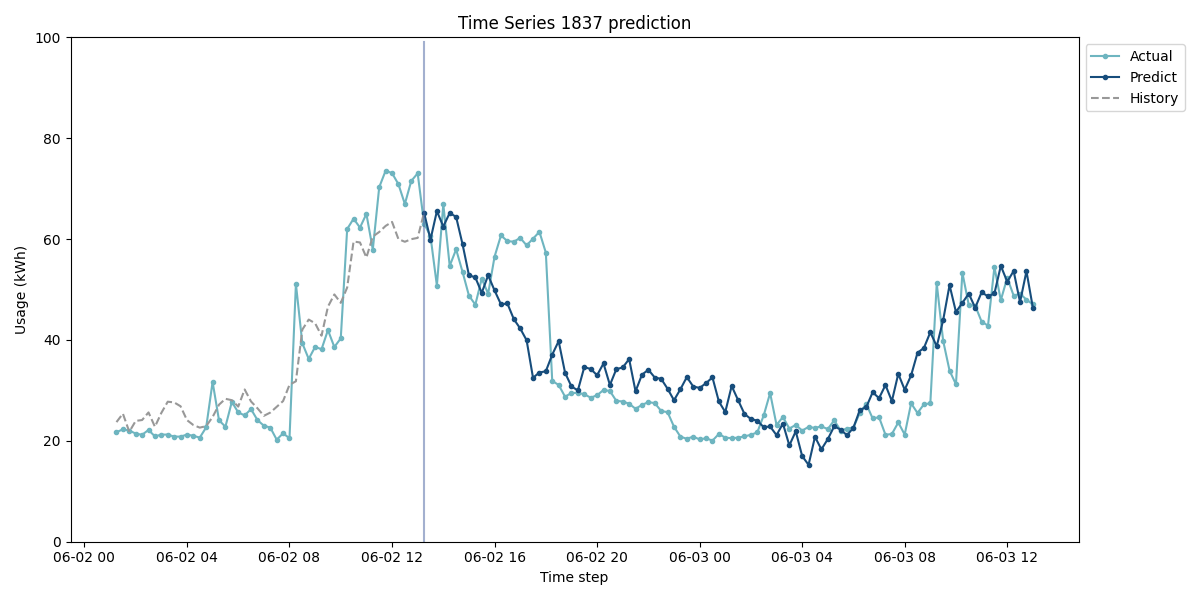 Time Series 1837 prediction
Actual
Predict
History
Usage (kWh)
100
80
60
40
20
0
06-02 00 06-02 04 06-02 08 06-02 12 06-02 16 06-02 20 06-03 00 06-03 04 06-03 08 06-03 12
Time step